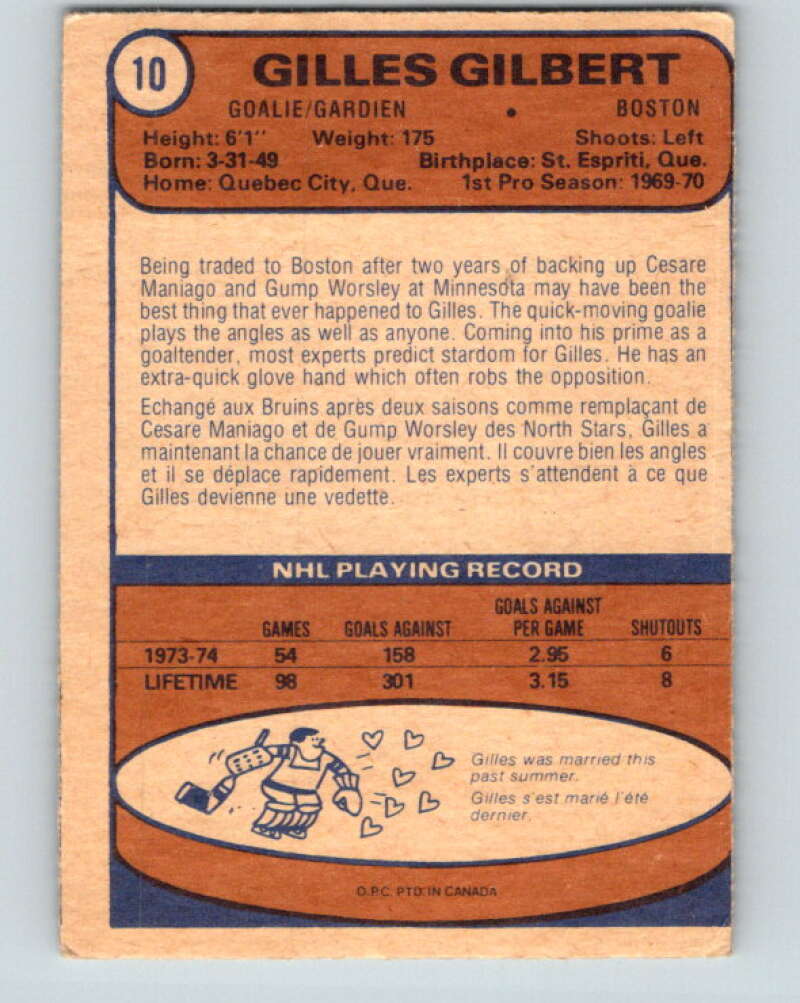 10
GILLES GILBERT
GOALIE/GARDIEN • BOSTON
Height: 6'1" Weight: 175 Shoots: Left
Born: 3-31-49 Birthplace: St. Espriti, Que.
Home: Quebec City, Que. 1st Pro Season: 1969-70
Being traded to Boston after two years of backing up Cesare
Maniago and Gump Worsley at Minnesota may have been the
best thing that ever happened to Gilles. The quick-moving goalie
plays the angles as well as anyone. Coming into his prime as a
goaltender, most experts predict stardom for Gilles. He has an
extra-quick glove hand which often robs the opposition.
Echangé aux Bruins après deux saisons comme remplaçant de
Cesare Maniago et de Gump Worsley des North Stars, Gilles a
maintenant la chance de jouer vraiment. Il couvre bien les angles
et il se déplace rapidement. Les experts s'attendent à ce que
Gilles devienne une vedette.
NHL PLAYING RECORD
GAMES GOALS AGAINST GOALS AGAINST PER GAME SHUTOUTS
1973-74 54 158 2.95 6
LIFETIME 98 301 3.15 8
Gilles was married this
past summer.
Gilles s'est marié l'été
dernier.
O.P.C. PTD. IN CANADA